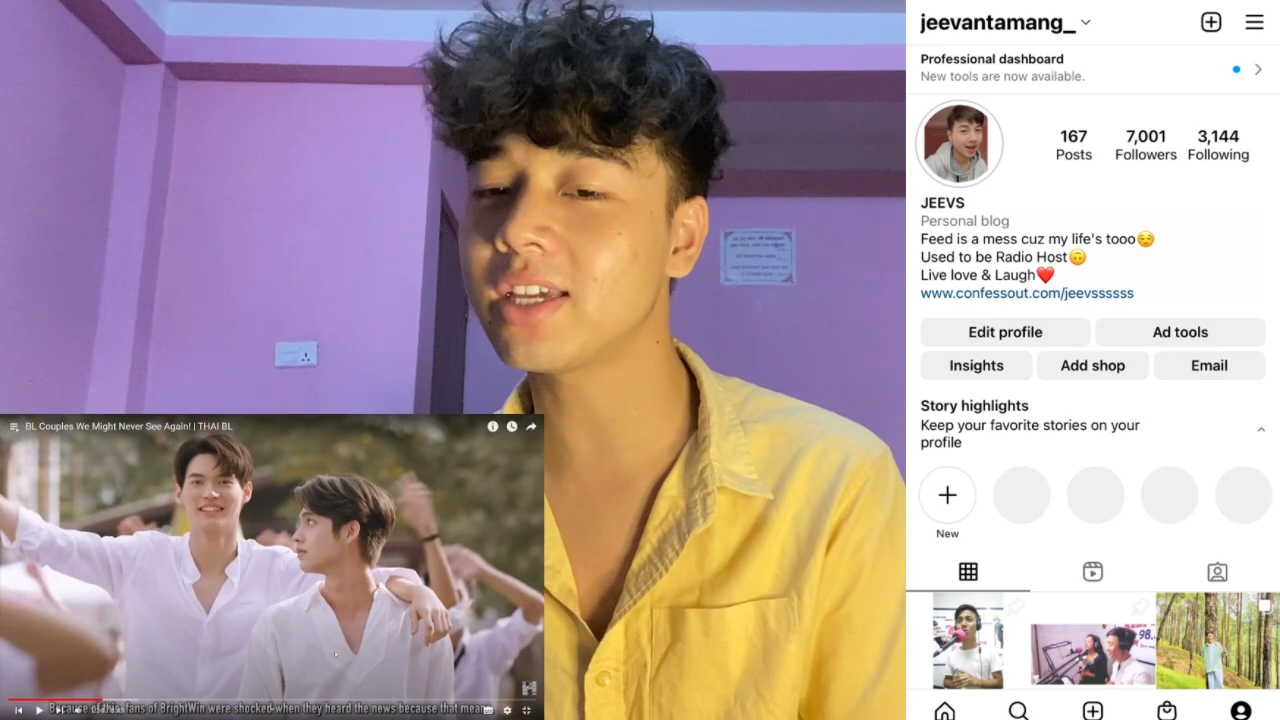 BL Couples We Might Never See Again! | THAI BL
Because of this fans of BrightWin were shocked when they heard the news because that mean
jeevantamang_
Professional dashboard
New tools are now available.
167
7,001
3,144
Posts
Followers
Following
JEEVS
Personal blog
Feed is a mess cuz my life's tooo😌
Used to be Radio Host🙃
Live love & Laugh❤️
www.confessout.com/jeevssssss
Edit profile
Ad tools
Insights
Add shop
Email
Story highlights
Keep your favorite stories on your
profile
New
98.